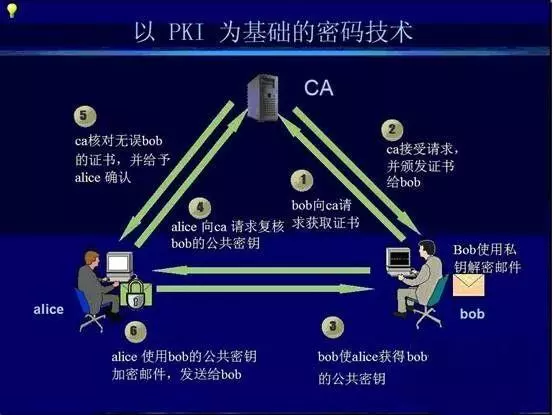 以 PKI 为基础的密码技术
CA
5
ca核对无误bob
的证书，并给予
alice 确认
2
ca接受请求，
并颁发证书
给bob
1
bob向ca请
求获取证书
4
alice 向ca 请求复核
bob的公共密钥
Bob使用私
钥解密邮件
alice
bob
6
alice 使用bob的公共密钥
加密邮件，发送给bob
3
bob使alice获得bob
的公共密钥